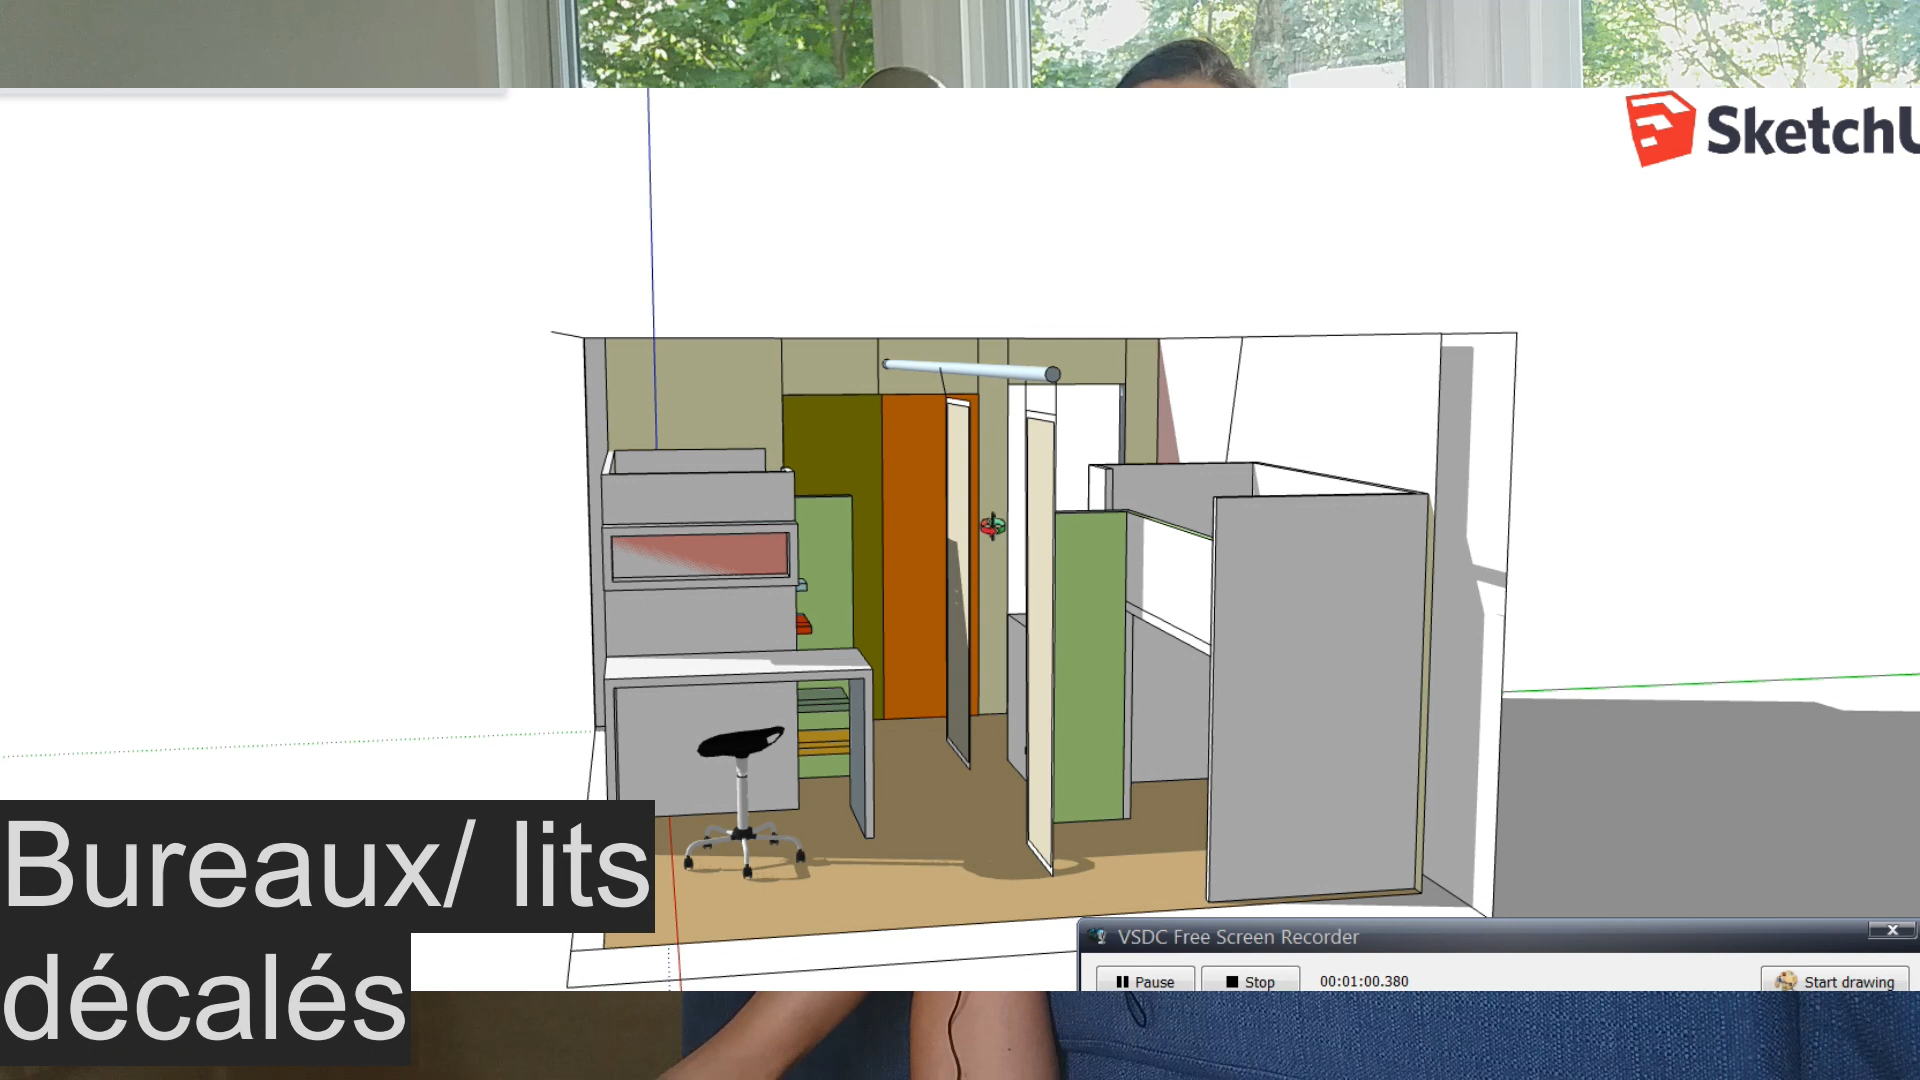 SketchU
Bureaux/ lits
décalés
VSDC Free Screen Recorder
Pause
Stop
00:01:00.380
Start drawing